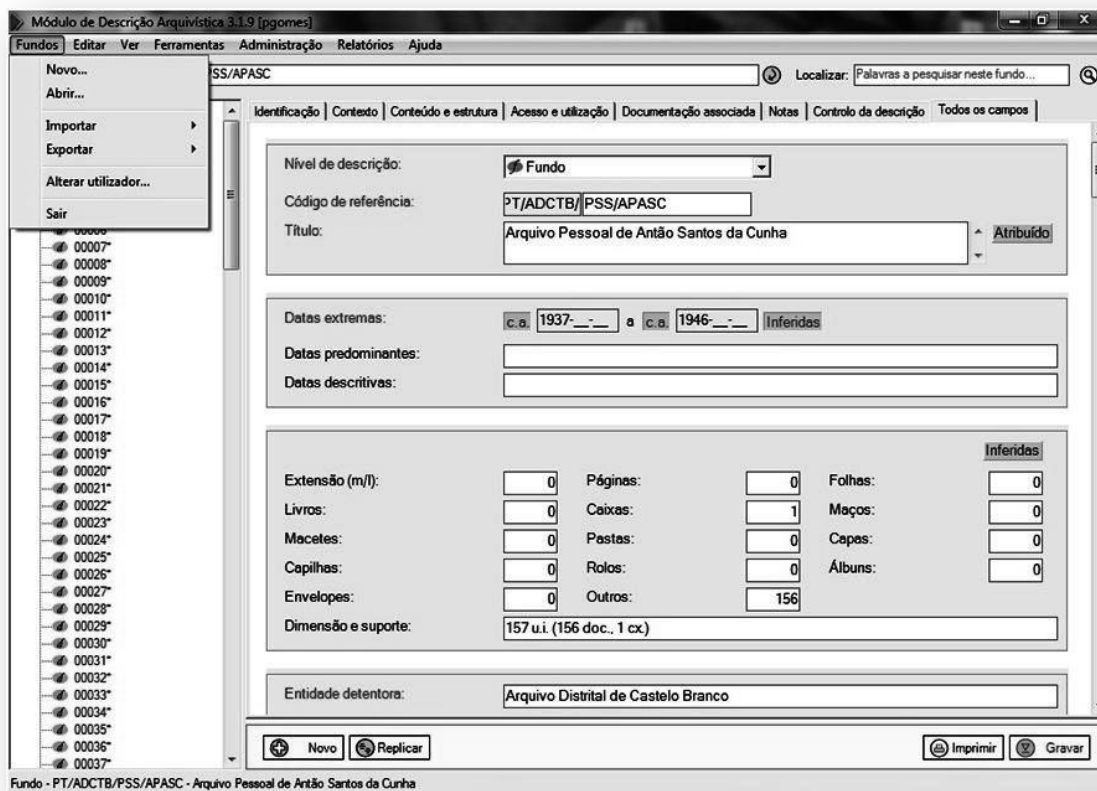 Módulo de Descrição Arquivística 3.1.9 [pgomes]
Fundos Editar Ver Ferramentas Administração Relatórios Ajuda
Novo...
Abrir...
Importar
Exportar
Alterar utilizador...
Sair
PSS/APASC Localizar: Palavras a pesquisar neste fundo...
Identificação Contexto Conteúdo e estrutura Acesso e utilização Documentação associada Notas Controlo da descrição Todos os campos
00007*
00008*
00009*
00010*
00011*
00012*
00013*
00014*
00015*
00016*
00017*
00018*
00019*
00020*
00021*
00022*
00023*
00024*
00025*
00026*
00027*
00028*
00029*
00030*
00031*
00032*
00033*
00034*
00035*
00036*
00037*
Nível de descrição: Fundo
Código de referência: PT/ADCTB/ PSS/APASC
Título: Arquivo Pessoal de Antão Santos da Cunha Atribuído
Datas extremas: c.a. 1937-__-__ a c.a. 1946-__-__ Inferidas
Datas predominantes:
Datas descritivas:
Inferidas
Extensão (m/l): 0 Páginas: 0 Folhas: 0
Livros: 0 Caixas: 1 Maços: 0
Macetes: 0 Pastas: 0 Capas: 0
Capilhas: 0 Rolos: 0 Álbuns: 0
Envelopes: 0 Outros: 156
Dimensão e suporte: 157 u.i. (156 doc., 1 cx.)
Entidade detentora: Arquivo Distrital de Castelo Branco
Novo Replicar Imprimir Gravar
Fundo - PT/ADCTB/PSS/APASC - Arquivo Pessoal de Antão Santos da Cunha